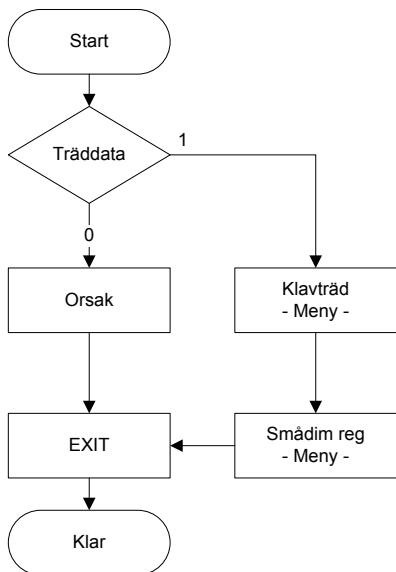 Start
Träddata
1
0
Orsak
Klavträd
- Meny -
EXIT
Smådim reg
- Meny -
Klar